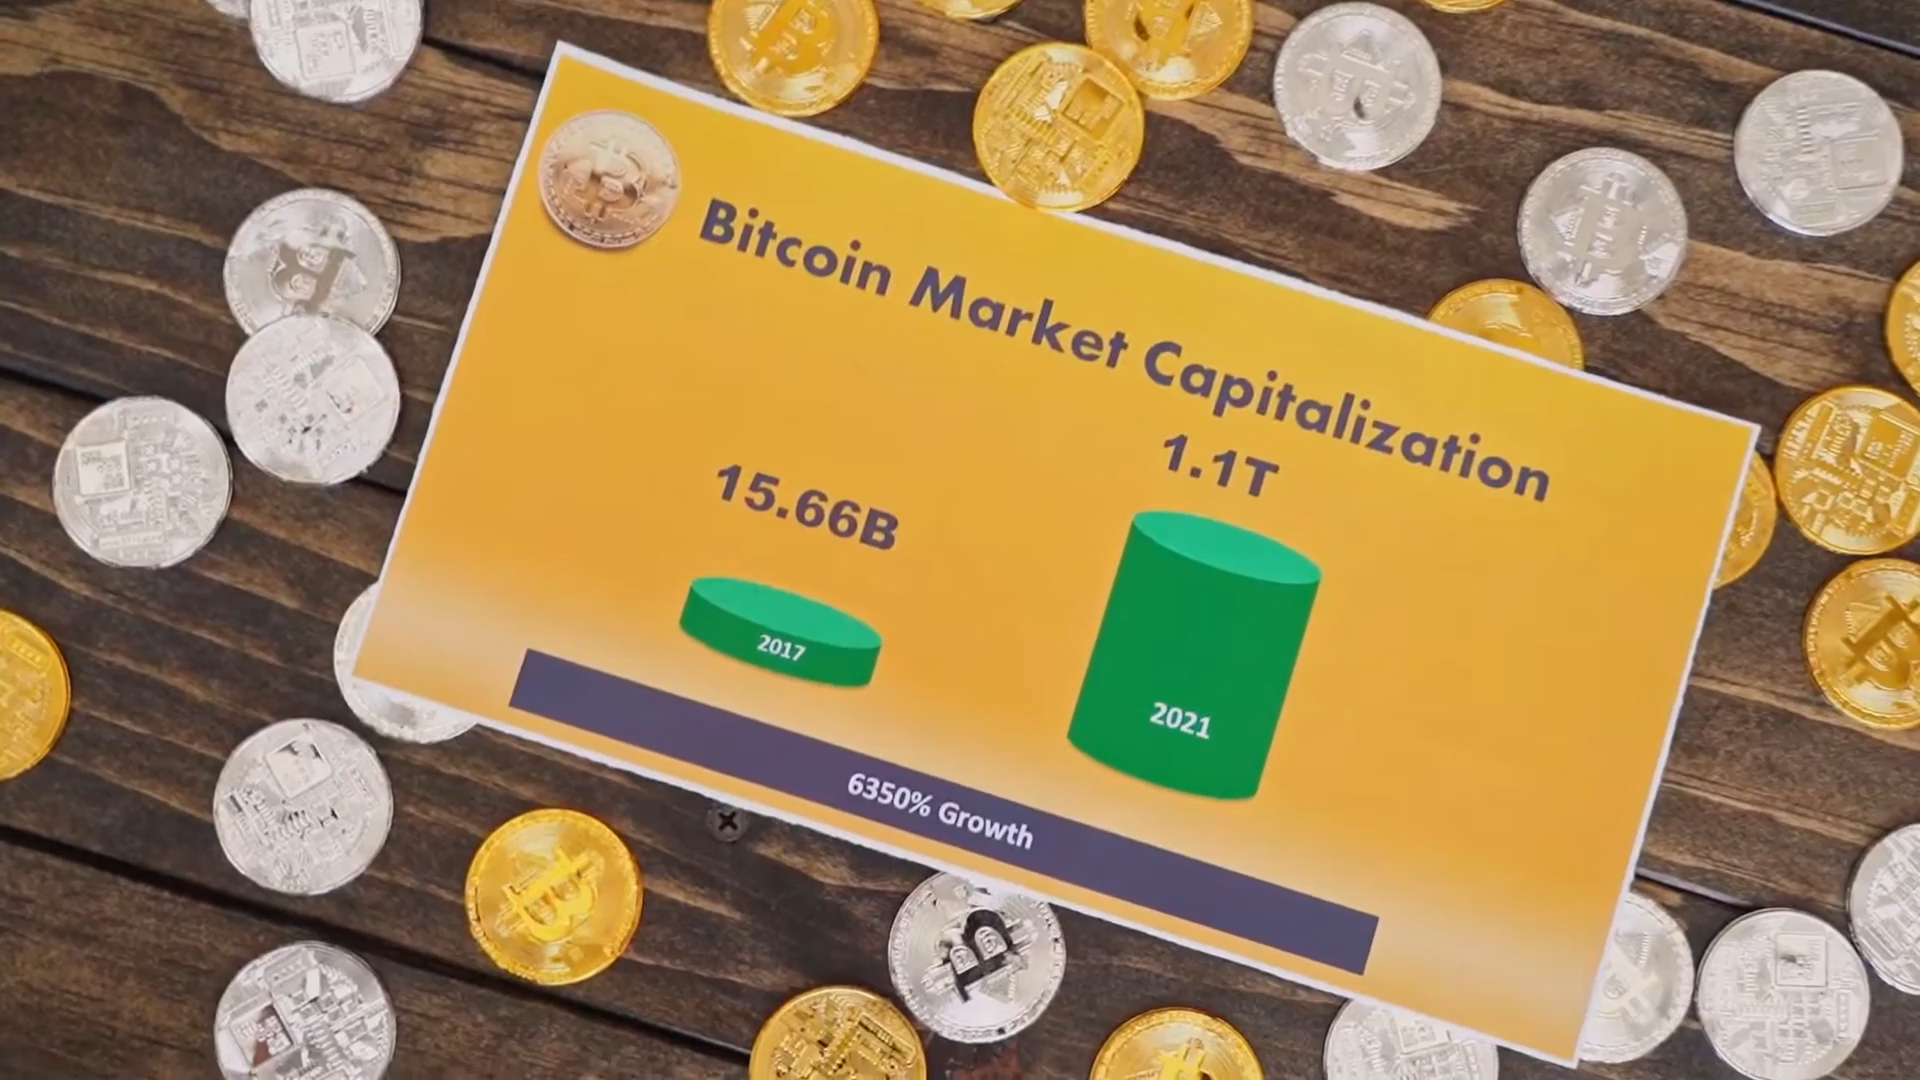 Bitcoin Market Capitalization
15.66B
1.1T
2017
2021
6350% Growth